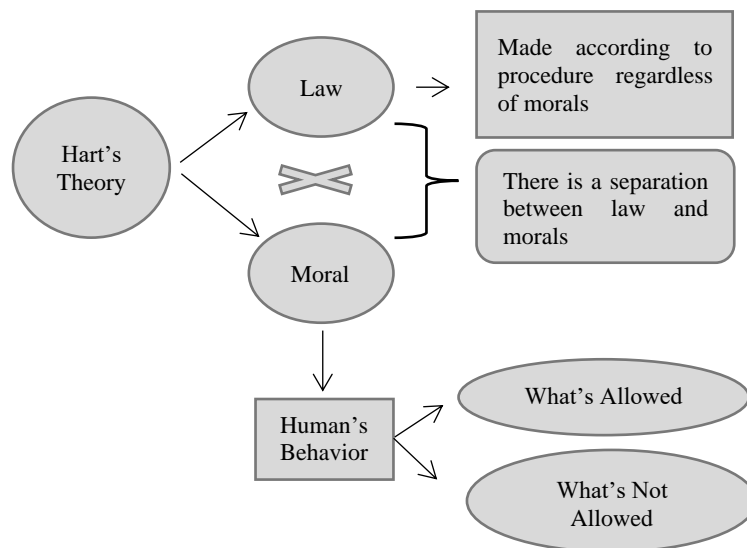 Hart’s
Theory
Law
Made according to
procedure regardless
of morals
There is a separation
between law and
morals
Moral
Human’s
Behavior
What’s Allowed
What’s Not
Allowed